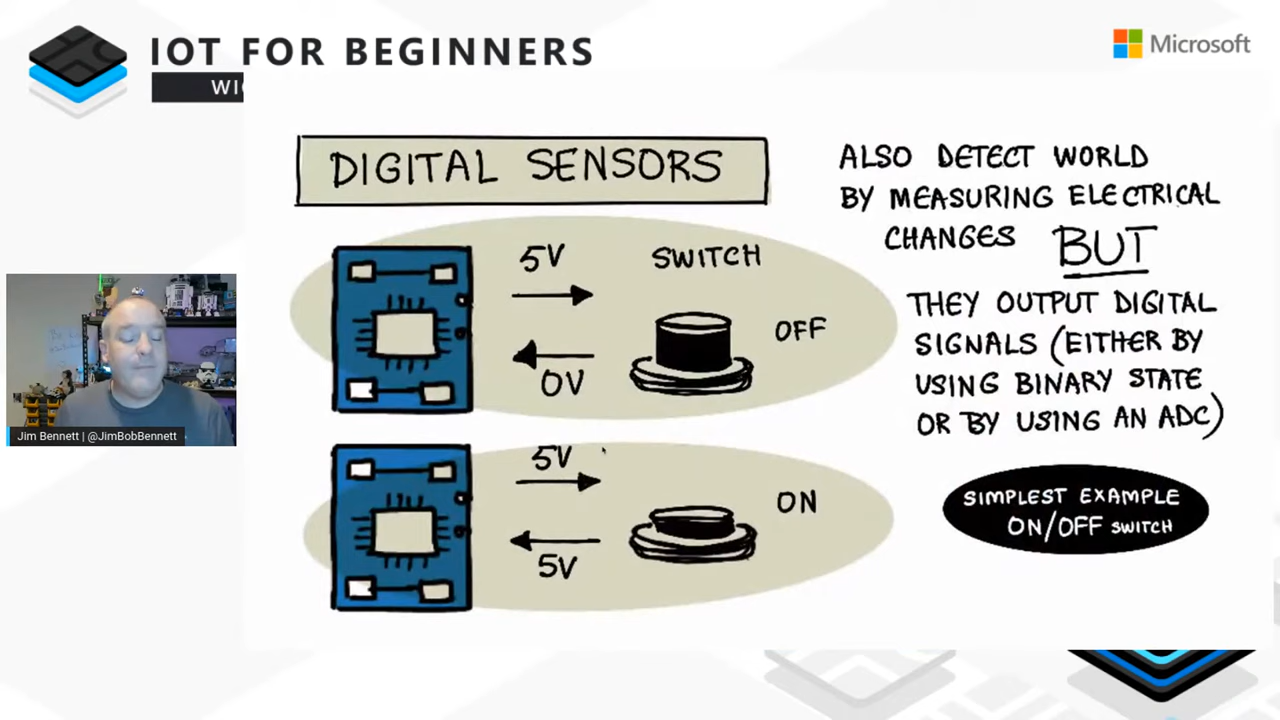 IOT FOR BEGINNERS
Microsoft
DIGITAL SENSORS
5V
SWITCH
OFF
0V
5V
ON
5V
ALSO DETECT WORLD
BY MEASURING ELECTRICAL
CHANGES BUT
THEY OUTPUT DIGITAL
SIGNALS (EITHER BY
USING BINARY STATE
OR BY USING AN ADC)
SIMPLEST EXAMPLE
ON/OFF SWITCH
Jim Bennett | @JimBobBennett